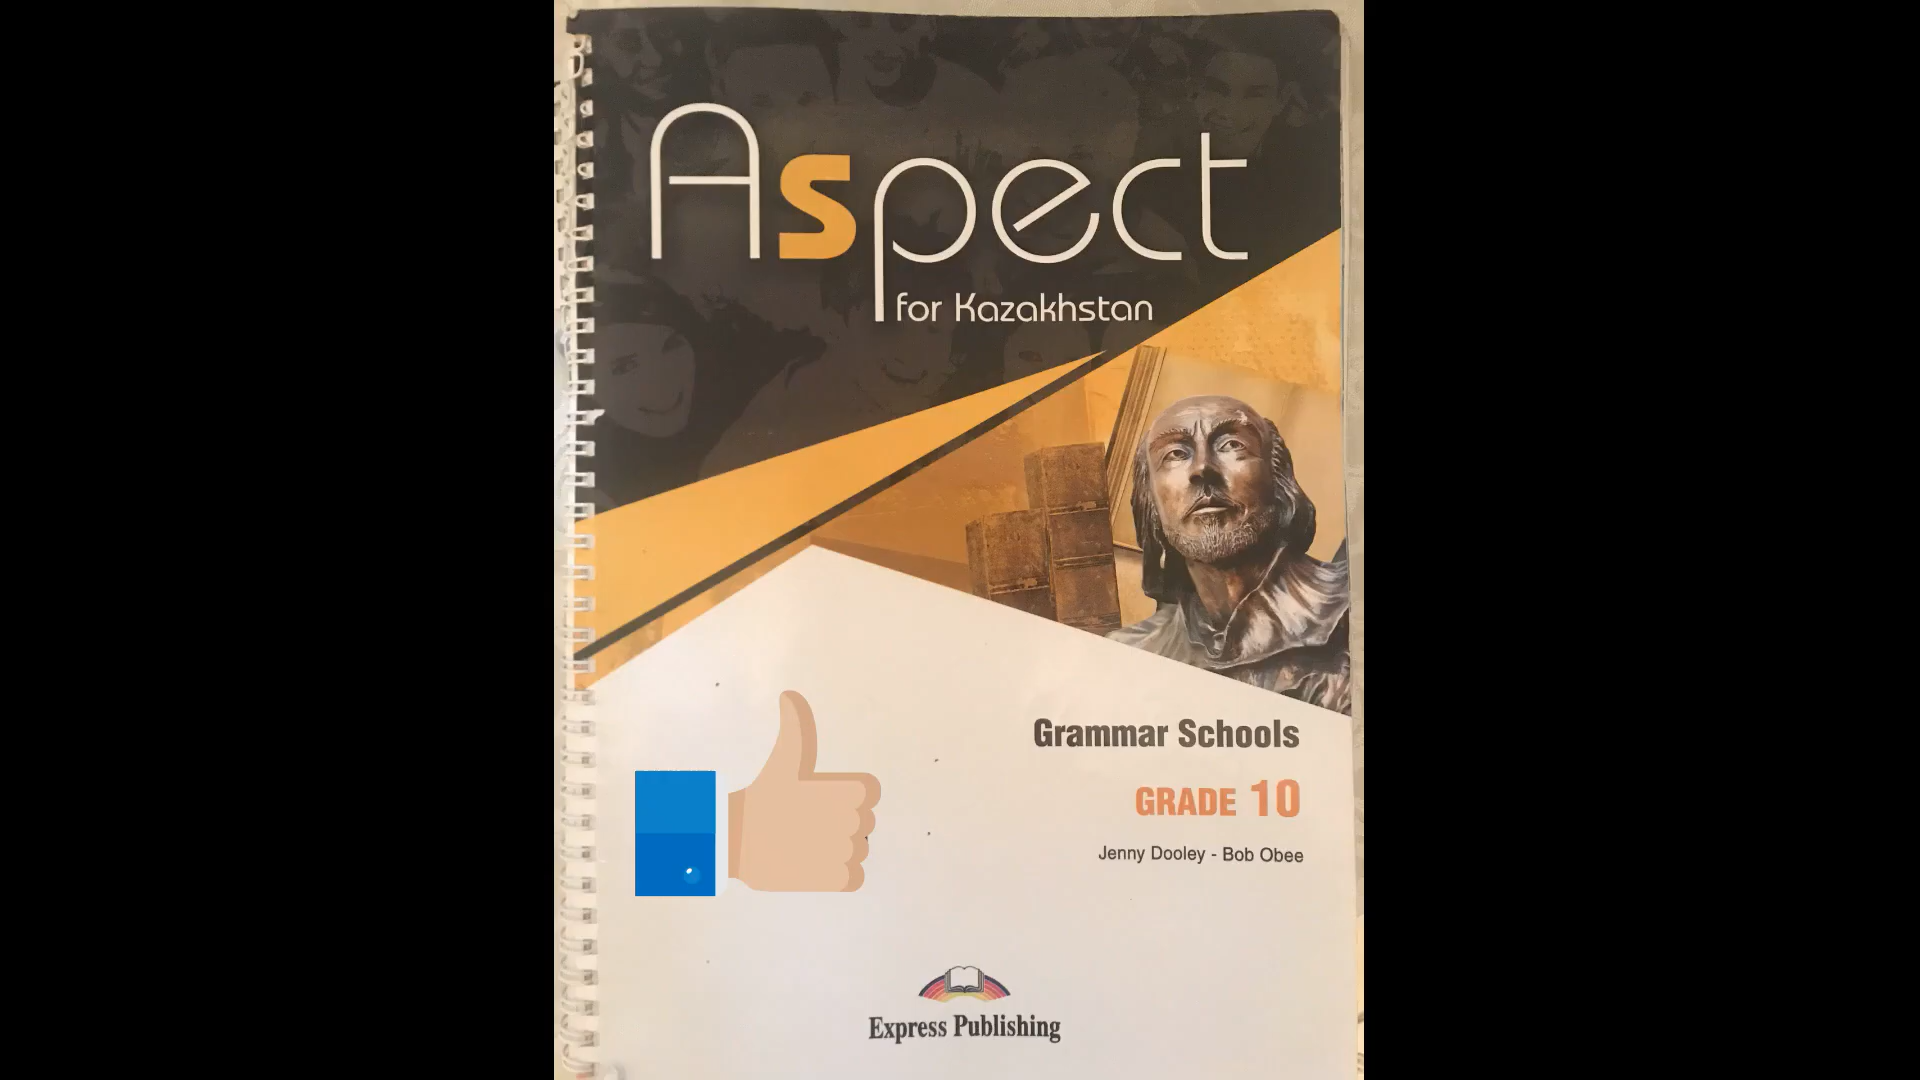 Aspect
for Kazakhstan
Grammar Schools
GRADE 10
Jenny Dooley - Bob Obee
Express Publishing